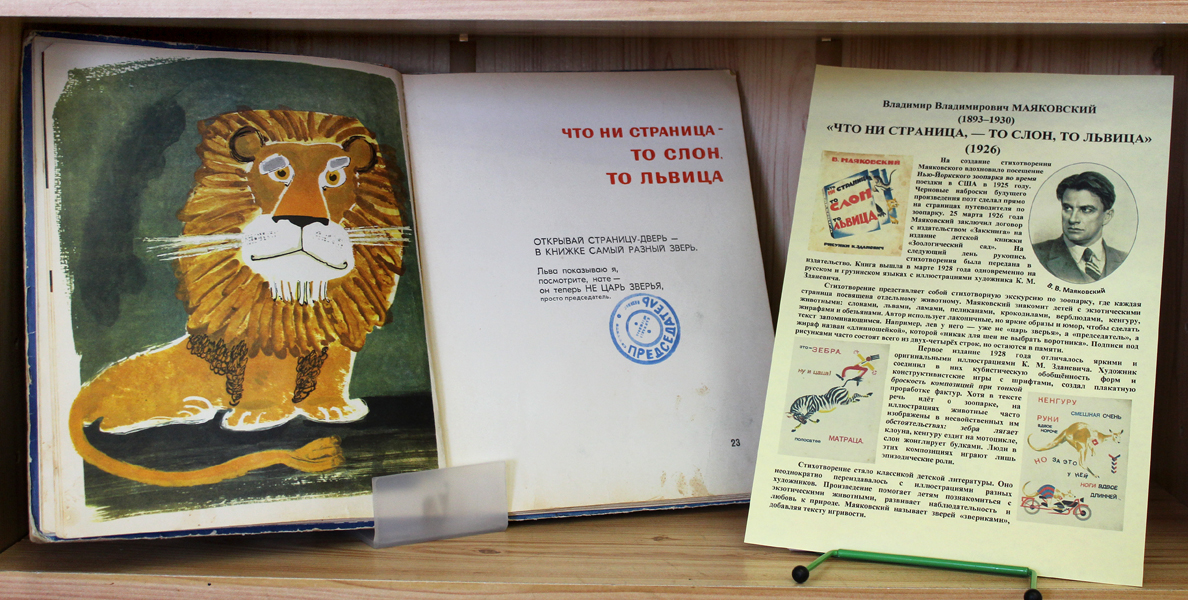 ЧТО НИ СТРАНИЦА-
ТО СЛОН,
ТО ЛЬВИЦА
ОТКРЫВАЙ СТРАНИЦУ-ДВЕРЬ —
В КНИЖКЕ САМЫЙ РАЗНЫЙ ЗВЕРЬ.
Льва показываю я,
посмотрите, нате —
он теперь НЕ ЦАРЬ ЗВЕРЬЯ,
просто председатель.
ПРЕДСЕДАТЕЛЬ
23
Владимир Владимирович МАЯКОВСКИЙ
(1893–1930)
«ЧТО НИ СТРАНИЦА, — ТО СЛОН, ТО ЛЬВИЦА»
(1926)
В. МАЯКОВСКИЙ
ЧТО НИ СТРАНИЦА
ТО СЛОН
ТО ЛЬВИЦА
РИСУНКИ К. ЗДАНЕВИЧ
На создание стихотворения
Маяковского вдохновило посещение
Нью-Йоркского зоопарка во время
поездки в США в 1925 году.
Черновые наброски будущего
произведения поэт сделал прямо
на страницах путеводителя по
зоопарку. 25 марта 1926 года
Маяковский заключил договор
с издательством «Заккнига» на
издание детской книжки
«Зоологический сад». На
следующий день рукопись
стихотворения была передана в
издательство. Книга вышла в марте 1928 года одновременно на
русском и грузинском языках с иллюстрациями художника К. М.
Зданевича.
В. В. Маяковский
Стихотворение представляет собой стихотворную экскурсию по зоопарку, где каждая
страница посвящена отдельному животному. Маяковский знакомит детей с экзотическими
животными: слонами, львами, ламами, пеликанами, крокодилами, верблюдами, кенгуру,
жирафами и обезьянами. Автор использует лаконичные, но яркие образы и юмор, чтобы сделать
текст запоминающимся. Например, лев у него — уже не «царь зверья», а «председатель», а
жираф назван «длинношейкой», которой «никак для шеи не выбрать воротника». Подписи под
рисунками часто состоят всего из двух-четырёх строк, но остаются в памяти.
это-ЗЕБРА
ну и цаца!
полосатая МАТРАЦА.
Первое издание 1928 года отличалось яркими и
оригинальными иллюстрациями К. М. Зданевича. Художник
соединил в них кубистическую обобщённость форм и
конструктивистские игры с шрифтами, создал плакатную
броскость композиций при тонкой
проработке фактур. Хотя в тексте
речь идёт о зоопарке, на
иллюстрациях животные часто
изображены в несвойственных им
обстоятельствах: зебра лягает
клоуна, кенгуру ездит на мотоцикле,
слон жонглирует булками. Люди в
этих композициях играют лишь
эпизодические роли.
КЕНГУРУ
СМЕШНАЯ ОЧЕНЬ
РУКИ
ВДВОЕ
КОРОЧЕ
НО ЗА ЭТО
У НЕЙ
НОГИ ВДВОЕ
ДЛИННЕЙ
Стихотворение стало классикой детской литературы. Оно
неоднократно переиздавалось с иллюстрациями разных
художников. Произведение помогает детям познакомиться с
экзотическими животными, развивает наблюдательность и
любовь к природе. Маяковский называет зверей «звериками»,
добавляя тексту игривости.